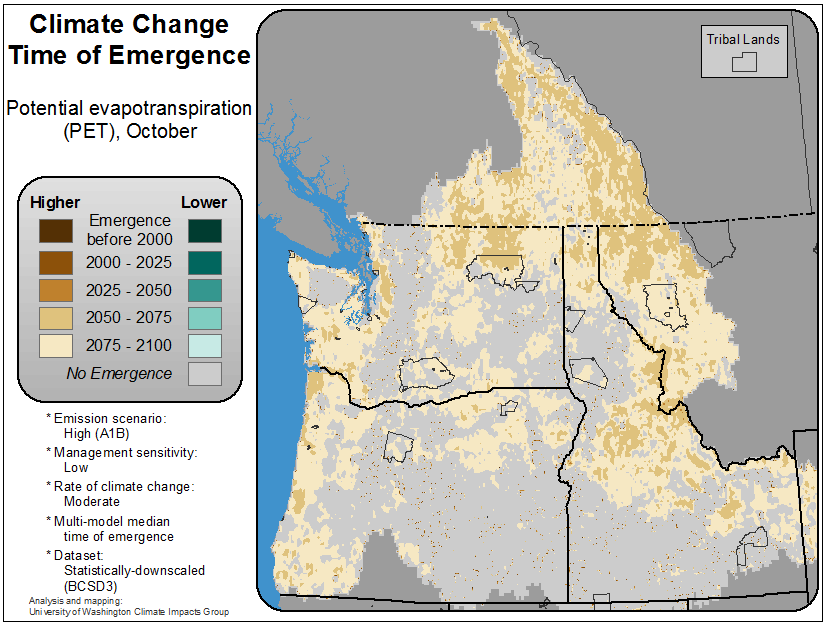 Climate Change
Time of Emergence
Potential evapotranspiration
(PET), October
Higher
Lower
Emergence
before 2000
2000 - 2025
2025 - 2050
2050 - 2075
2075 - 2100
No Emergence
* Emission scenario:
High (A1B)
* Management sensitivity:
Low
* Rate of climate change:
Moderate
* Multi-model median
time of emergence
* Dataset:
Statistically-downscaled
(BCSD3)
Analysis and mapping:
University of Washington Climate Impacts Group
Tribal Lands